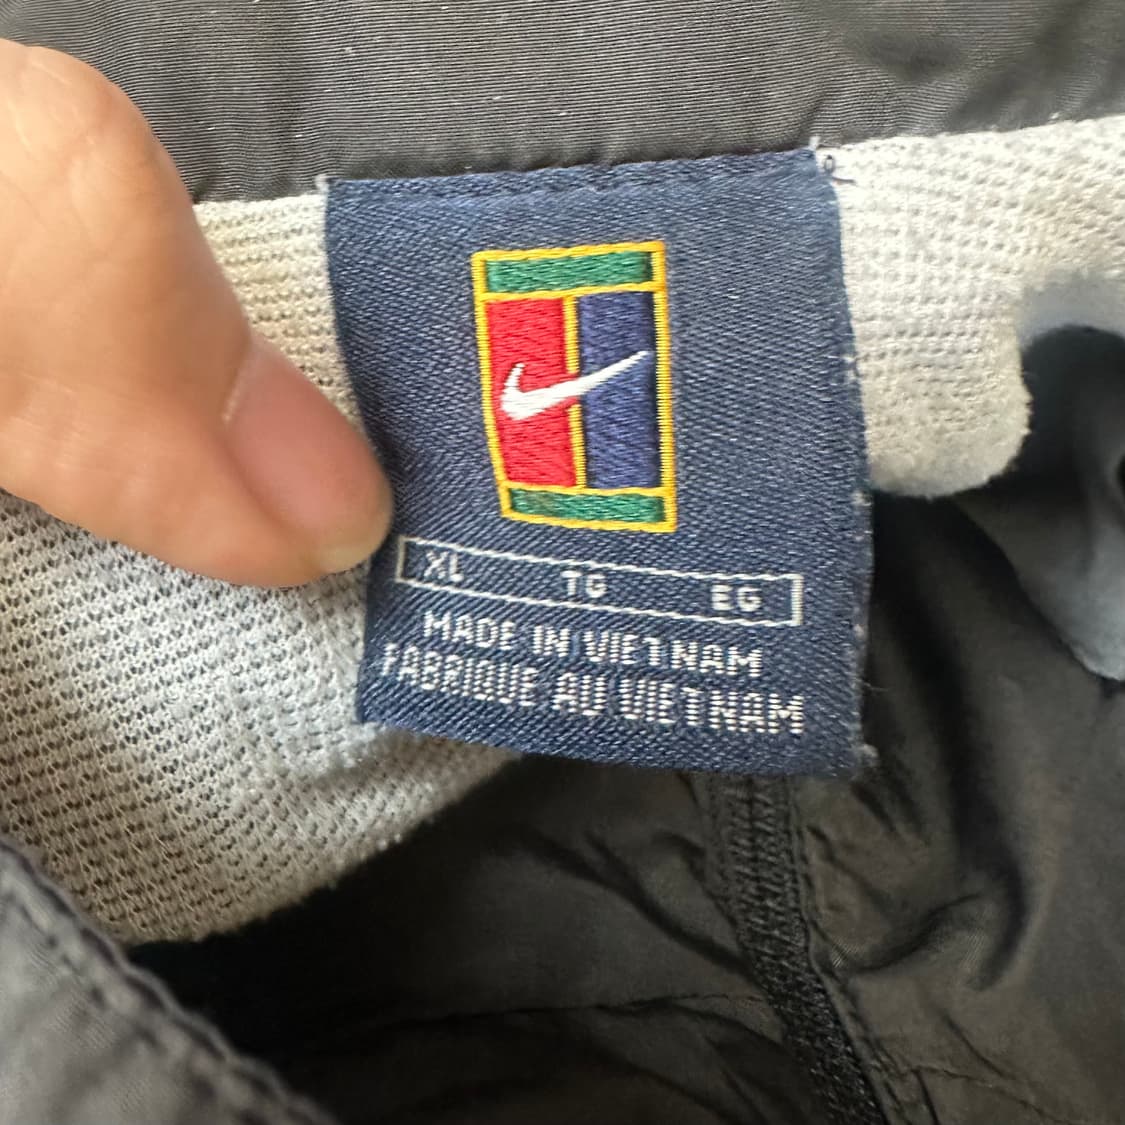 XL TG EG
MADE IN VIETNAM
FABRIQUE AU VIETNAM